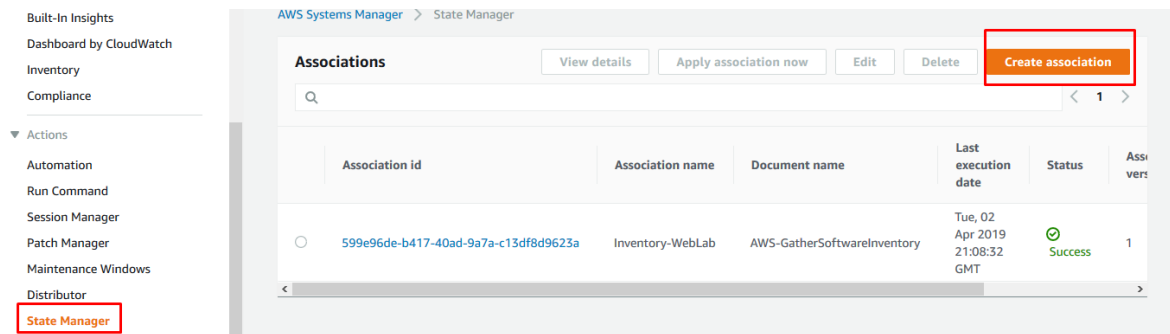 Built-In Insights
Dashboard by CloudWatch
Inventory
Compliance
Actions
Automation
Run Command
Session Manager
Patch Manager
Maintenance Windows
Distributor
State Manager
AWS Systems Manager > State Manager
Associations View details Apply association now Edit Delete Create association
< 1 >
Association id Association name Document name Last execution date Status
Last
execution
date
599e96de-b417-40ad-9a7a-c13df8d9623a Inventory-WebLab AWS-GatherSoftwareInventory
Tue, 02
Apr 2019
21:08:32
GMT
Success
1